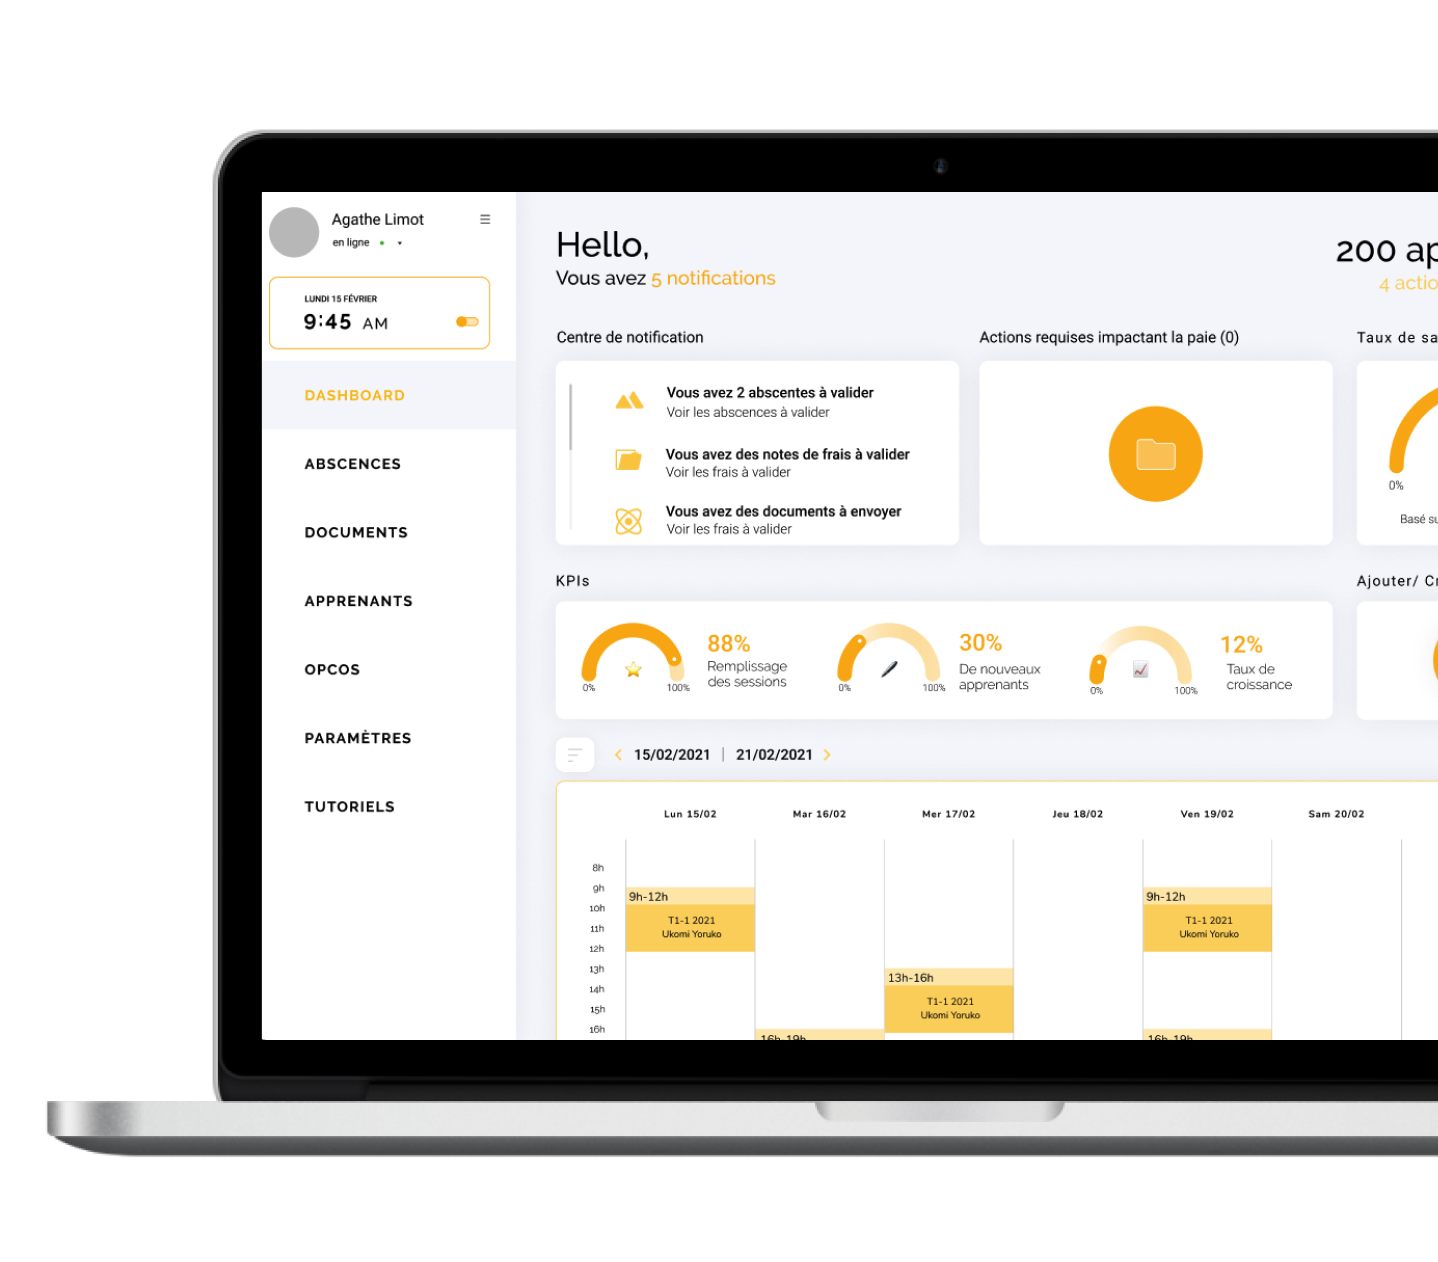 Agathe Limot
en ligne
LUNDI 15 FÉVRIER
9:45 AM
DASHBOARD
ABSCENCES
DOCUMENTS
APPRENANTS
OPCOS
PARAMÈTRES
TUTORIELS
Hello,
Vous avez 5 notifications
200 ap
4 actio
Centre de notification
Vous avez 2 abscentes à valider
Voir les abscences à valider
Vous avez des notes de frais à valider
Voir les frais à valider
Vous avez des documents à envoyer
Voir les frais à valider
Actions requises impactant la paie (0)
Taux de sa
0%
Basé su
KPIs
0%
100%
88%
Remplissage
des sessions
0%
100%
30%
De nouveaux
apprenants
0%
100%
12%
Taux de
croissance
Ajouter/ Cr
15/02/2021 | 21/02/2021
Lun 15/02 Mar 16/02 Mer 17/02 Jeu 18/02 Ven 19/02 Sam 20/02
8h
9h
10h
11h
12h
13h
14h
15h
16h
9h-12h
T1-1 2021
Ukomi Yoruko
16h-19h
13h-16h
T1-1 2021
Ukomi Yoruko
9h-12h
T1-1 2021
Ukomi Yoruko
16h-19h